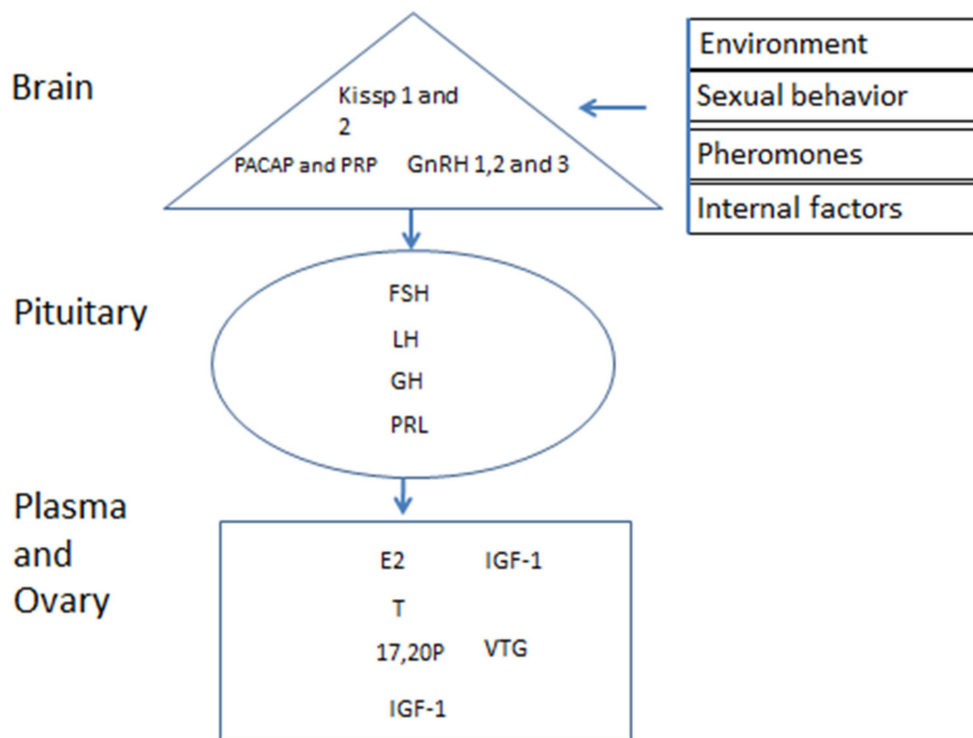 Brain
Kissp 1 and
2
PACAP and PRP GnRH 1,2 and 3
Environment
Sexual behavior
Pheromones
Internal factors
Pituitary
FSH
LH
GH
PRL
Plasma
and
Ovary
E2 IGF-1
T
17,20P VTG
IGF-1